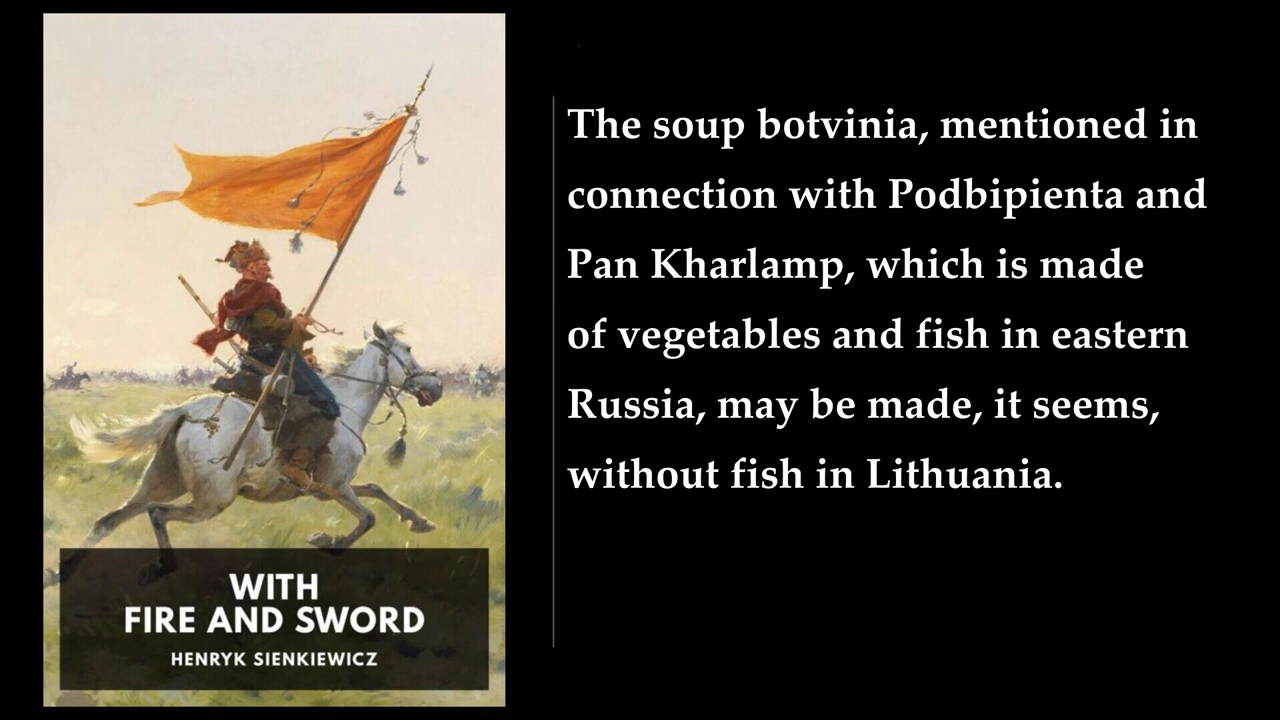 The soup botvinia, mentioned in
connection with Podbipienta and
Pan Kharlamp, which is made
of vegetables and fish in eastern
Russia, may be made, it seems,
without fish in Lithuania.
WITH
FIRE AND SWORD
HENRYK SIENKIEWICZ